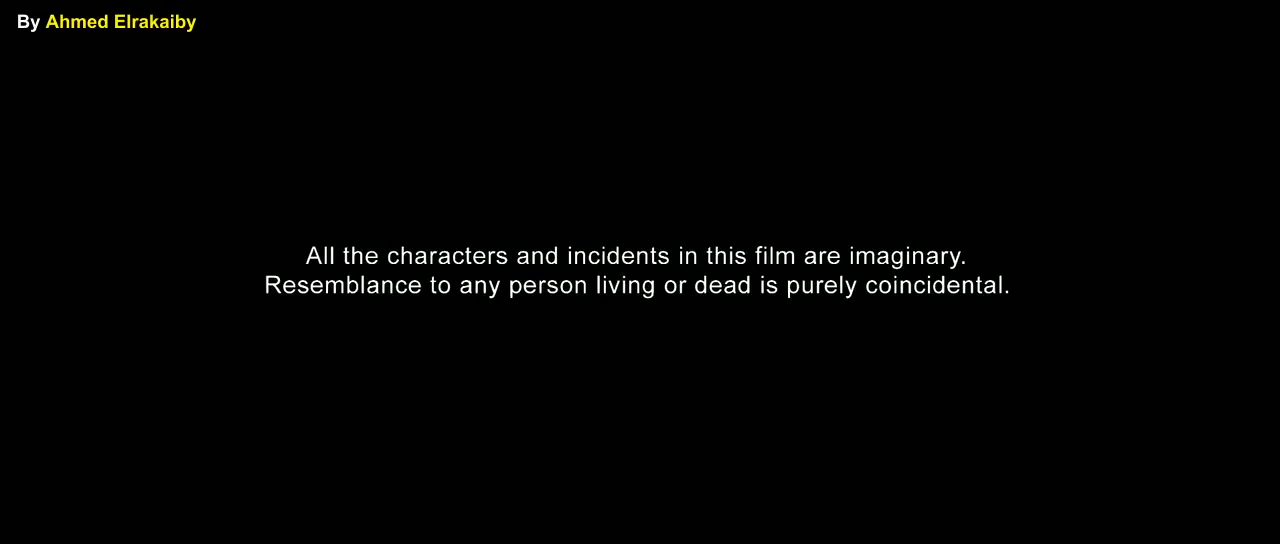 By Ahmed Elrakaiby
All the characters and incidents in this film are imaginary.
Resemblance to any person living or dead is purely coincidental.